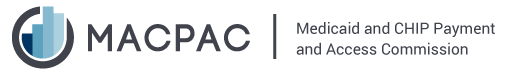 MACPAC
Medicaid and CHIP Payment
and Access Commission